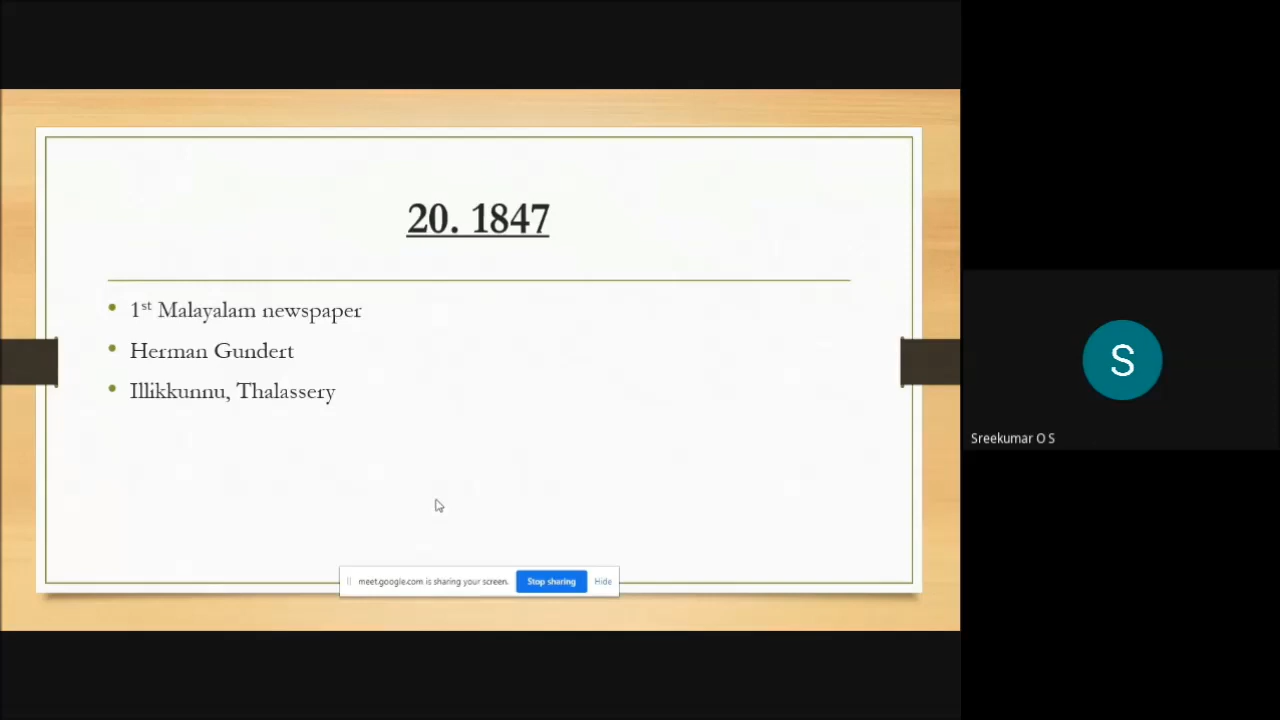 20. 1847
1st Malayalam newspaper
Herman Gundert
Illikkunnu, Thalassery
meet.google.com is sharing your screen.
Stop sharing
Hide
S
Sreekumar O S